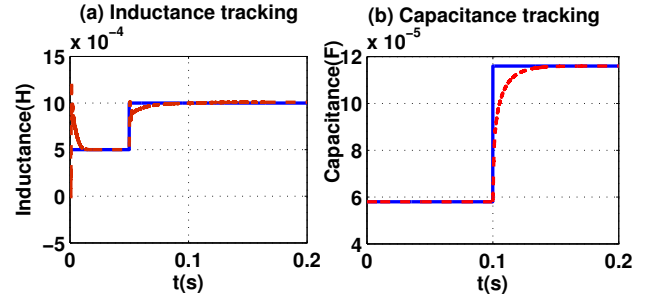 (a) Inductance tracking
x 10⁻⁴
15
10
5
0
−5
Inductance(H)
0
0.1
0.2
t(s)
(b) Capacitance tracking
x 10⁻⁵
12
10
8
6
4
Capacitance(F)
0
0.1
0.2
t(s)